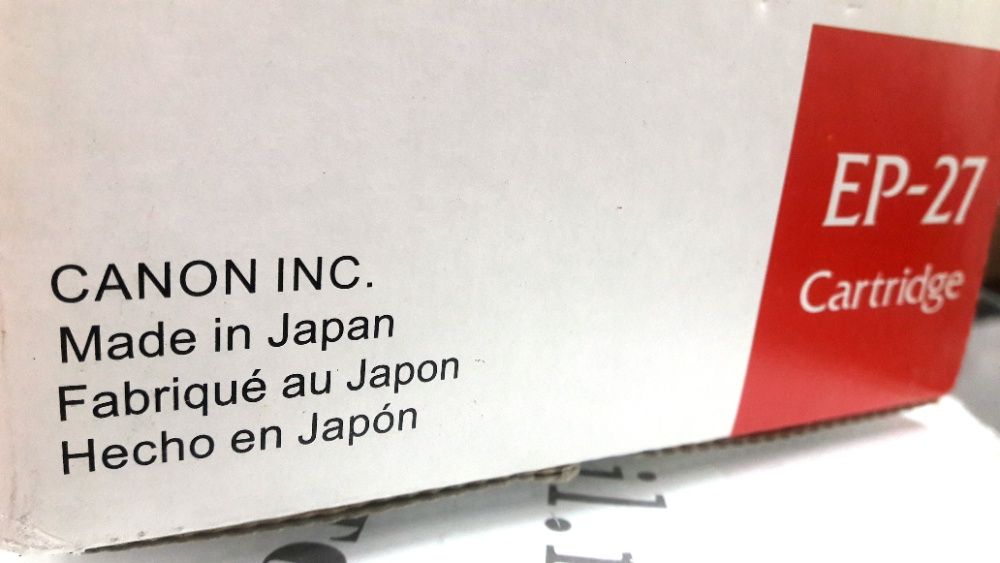 CANON INC.
Made in Japan
Fabriqué au Japon
Hecho en Japón
EP-27
Cartridge